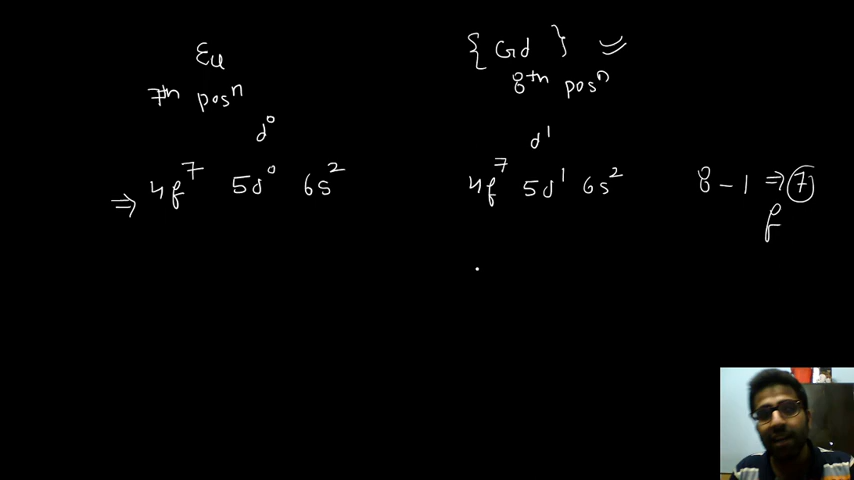 Eu
7th posⁿ
d⁰
⇒ 4f⁷ 5d⁰ 6s²
{ Gd }
8th posⁿ
d¹
4f⁷ 5d¹ 6s²
8 - 1 ⇒ 7
f